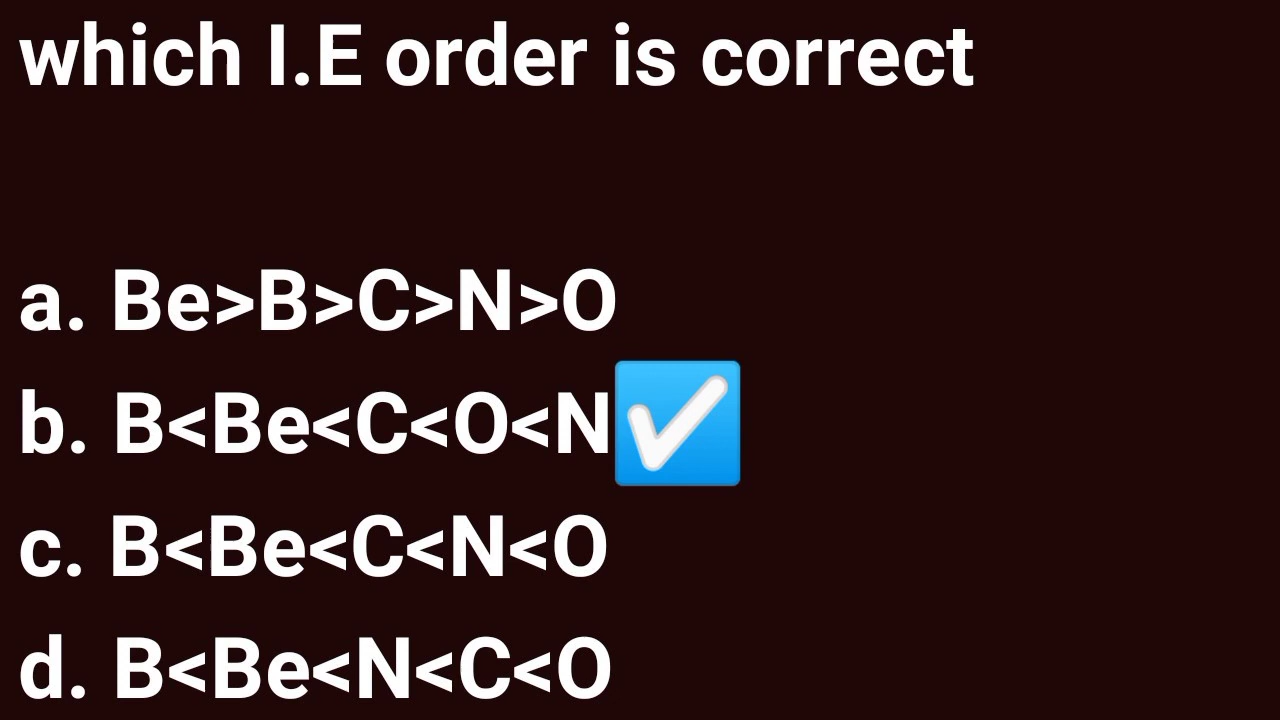 which I.E order is correct
a. Be>B>C>N>O
b. B<Be<C<O<N✅
c. B<Be<C<N<O
d. B<Be<N<C<O